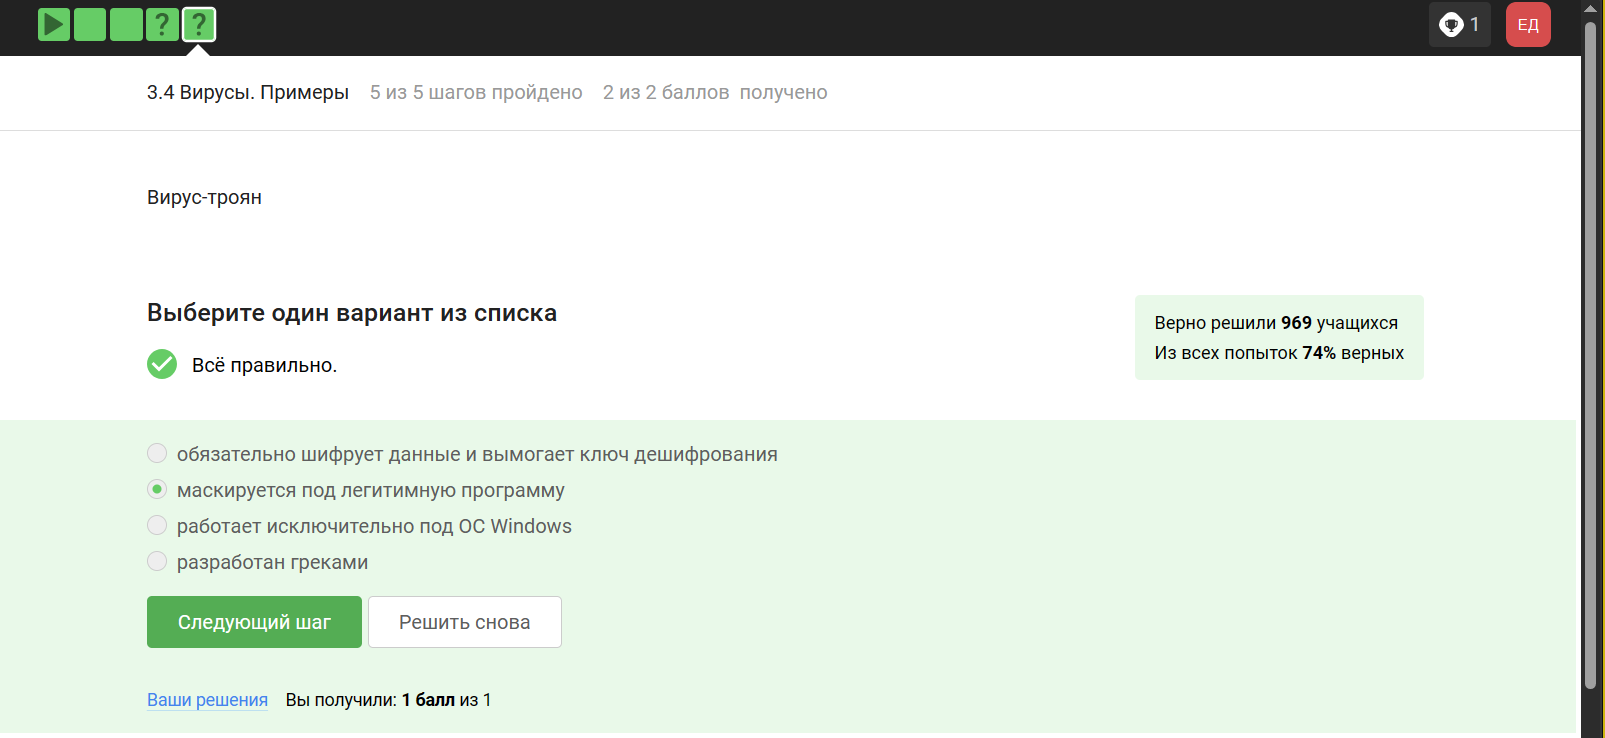 ? ?
1
ЕД
3.4 Вирусы. Примеры 5 из 5 шагов пройдено 2 из 2 баллов получено
Вирус-троян
Выберите один вариант из списка
Верно решили 969 учащихся
Из всех попыток 74% верных
Всё правильно.
обязательно шифрует данные и вымогает ключ дешифрования
маскируется под легитимную программу
работает исключительно под ОС Windows
разработан греками
Следующий шаг
Решить снова
Ваши решения Вы получили: 1 балл из 1